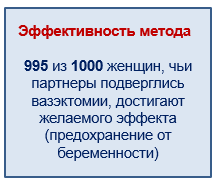 Эффективность метода
995 из 1000 женщин, чьи
партнеры подверглись
вазэктомии, достигают
желаемого эффекта
(предохранение от
беременности)